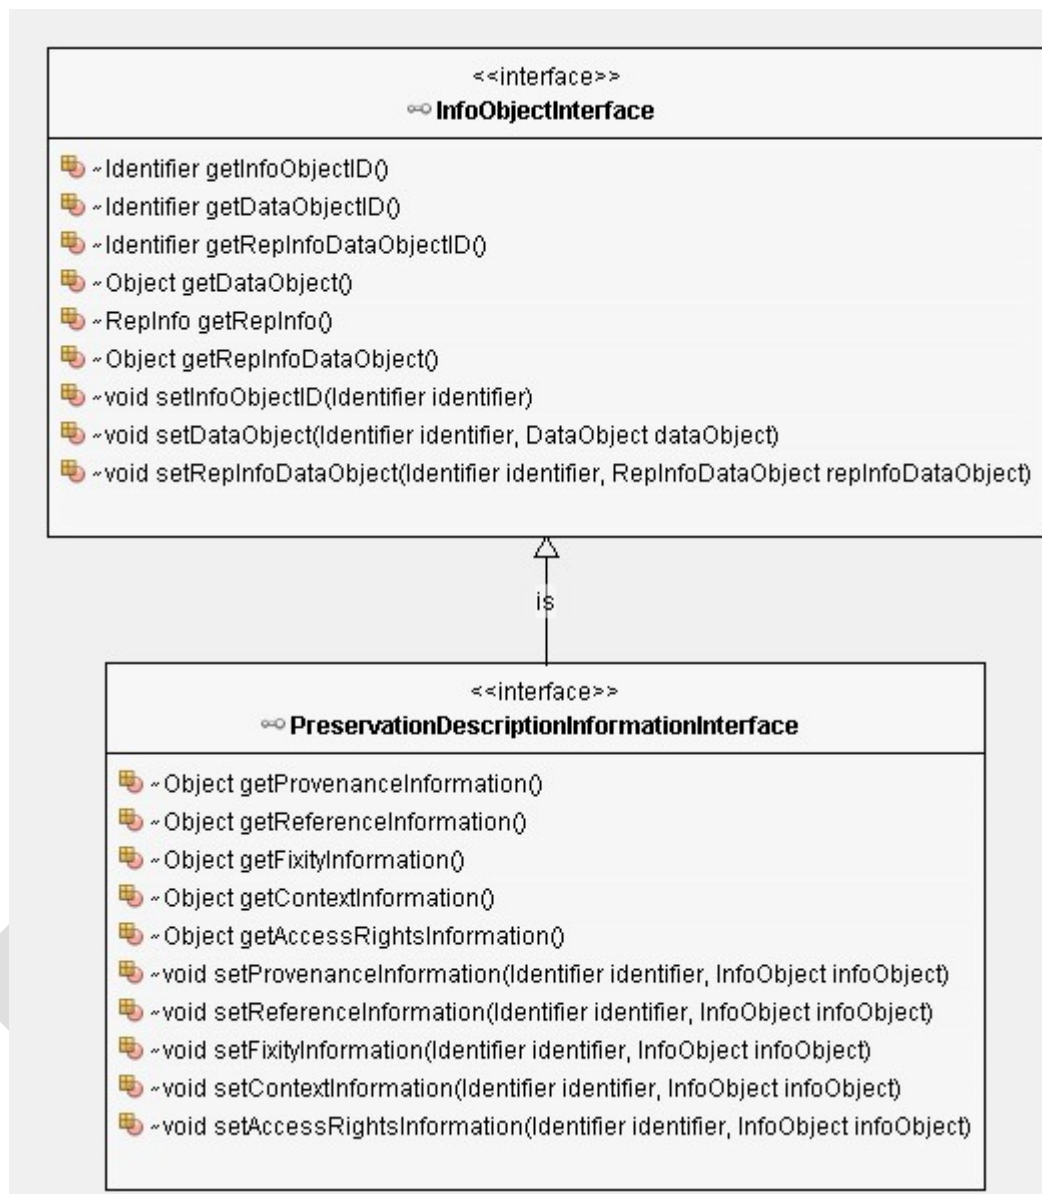 <<interface>>
InfoObjectInterface
~Identifier getInfoObjectID()
~Identifier getDataObjectID()
~Identifier getRepInfoDataObjectID()
~Object getDataObject()
~RepInfo getRepInfo()
~Object getRepInfoDataObject()
~void setInfoObjectID(Identifier identifier)
~void setDataObject(Identifier identifier, DataObject dataObject)
~void setRepInfoDataObject(Identifier identifier, RepInfoDataObject repInfoDataObject)
is
<<interface>>
PreservationDescriptionInformationInterface
~Object getProvenanceInformation()
~Object getReferenceInformation()
~Object getFixityInformation()
~Object getContextInformation()
~Object getAccessRightsInformation()
~void setProvenanceInformation(Identifier identifier, InfoObject infoObject)
~void setReferenceInformation(Identifier identifier, InfoObject infoObject)
~void setFixityInformation(Identifier identifier, InfoObject infoObject)
~void setContextInformation(Identifier identifier, InfoObject infoObject)
~void setAccessRightsInformation(Identifier identifier, InfoObject infoObject)